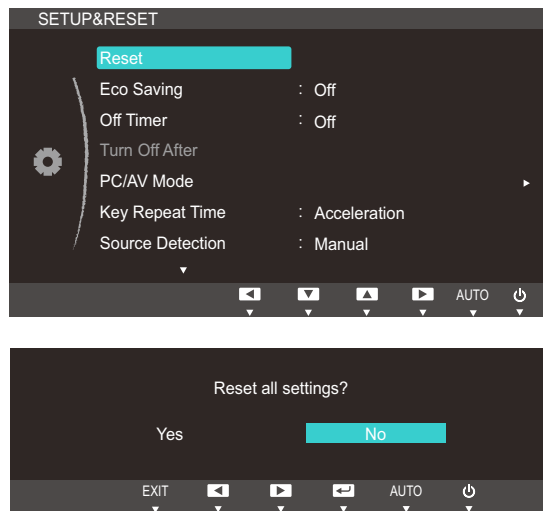 SETUP&RESET
Reset
Eco Saving : Off
Off Timer : Off
Turn Off After
PC/AV Mode
Key Repeat Time : Acceleration
Source Detection : Manual
AUTO
Reset all settings?
Yes No
EXIT AUTO